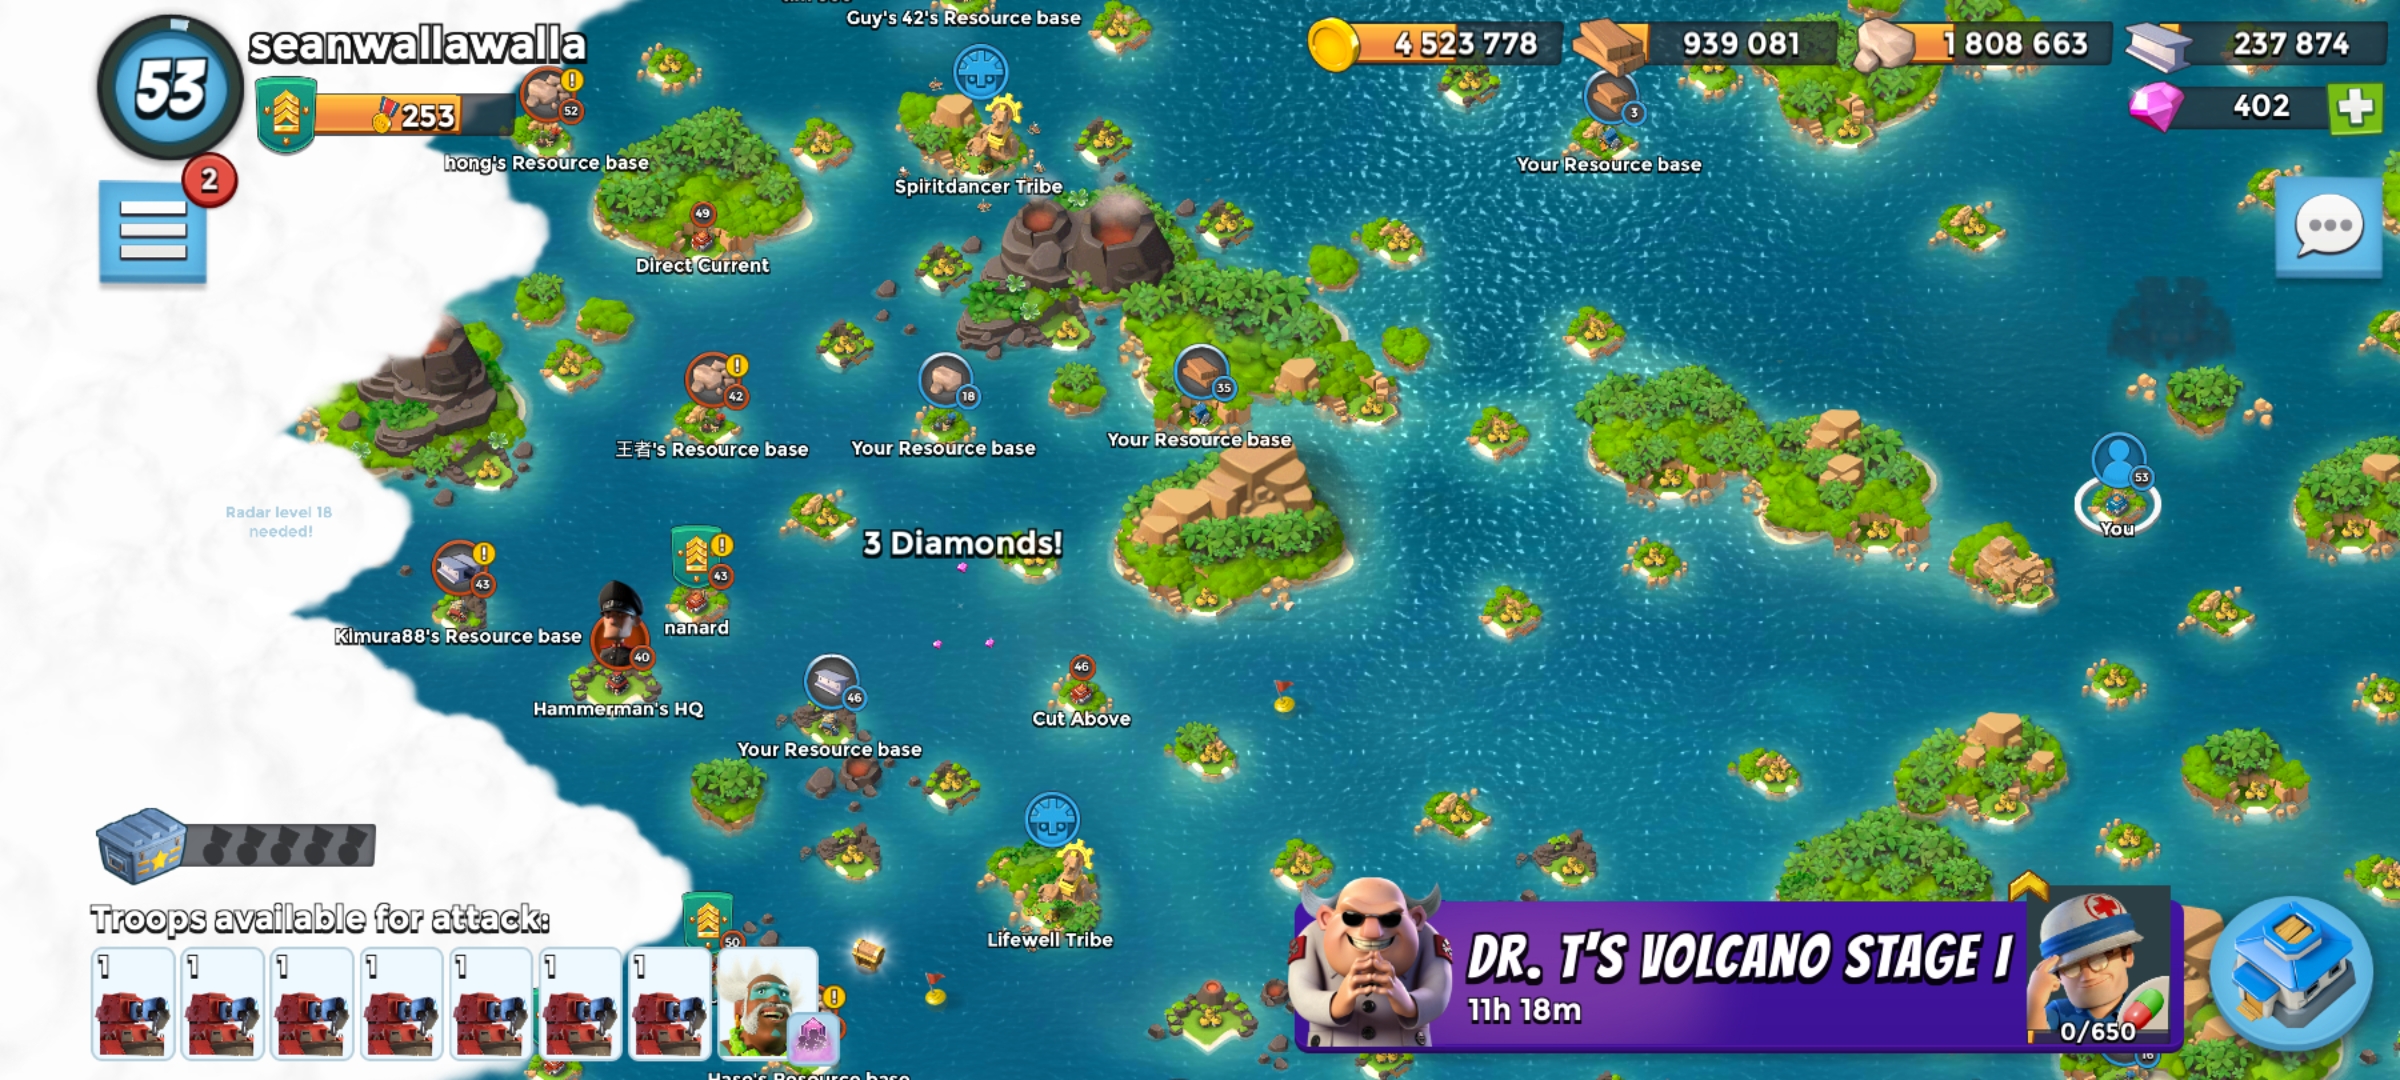 Guy's 42's Resource base
53
seanwallawalla
253
52
4 523 778
939 081
1 808 663
237 874
402
3
hong's Resource base
Your Resource base
2
Spiritdancer Tribe
49
Direct Current
42
18
35
王者's Resource base
Your Resource base
Your Resource base
53
You
Radar level 18
needed!
3 Diamonds!
43
43
nanard
Kimura88's Resource base
40
46
46
Hammerman's HQ
Cut Above
Your Resource base
Lifewell Tribe
50
Troops available for attack:
1
1
1
1
1
1
1
DR. T'S VOLCANO STAGE I
11h 18m
0/650
16
Hase's Resource base